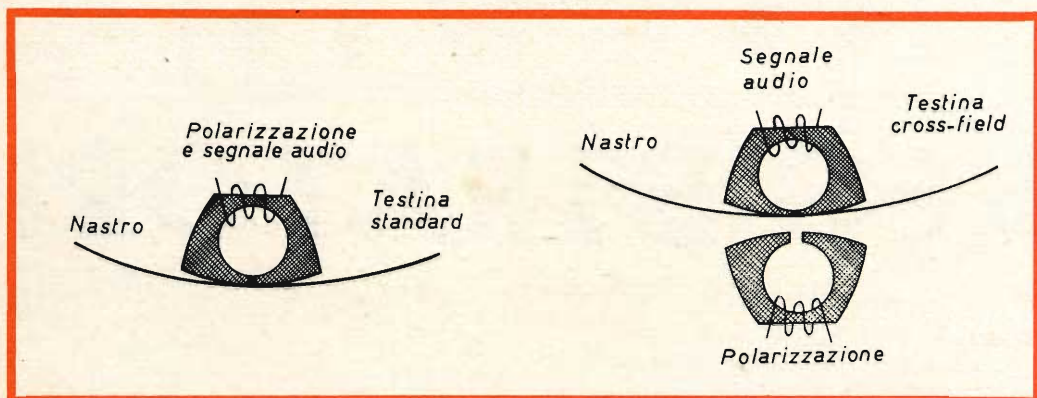 Polarizzazione
e segnale audio
Nastro
Testina
standard
Segnale
audio
Nastro
Testina
cross-field
Polarizzazione